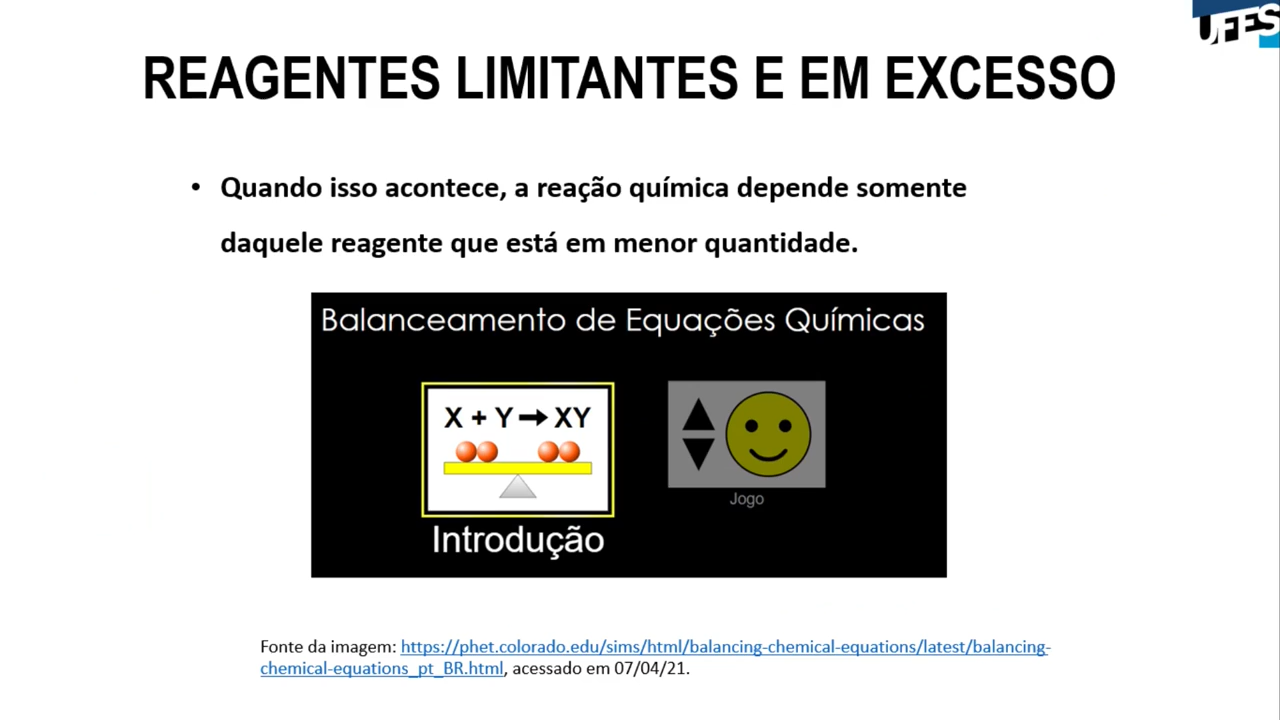 UFES
REAGENTES LIMITANTES E EM EXCESSO
• Quando isso acontece, a reação química depende somente
daquele reagente que está em menor quantidade.
Balanceamento de Equações Químicas
X + Y → XY
Introdução
Jogo
Fonte da imagem: https://phet.colorado.edu/sims/html/balancing-chemical-equations/latest/balancing-
chemical-equations_pt_BR.html, acessado em 07/04/21.